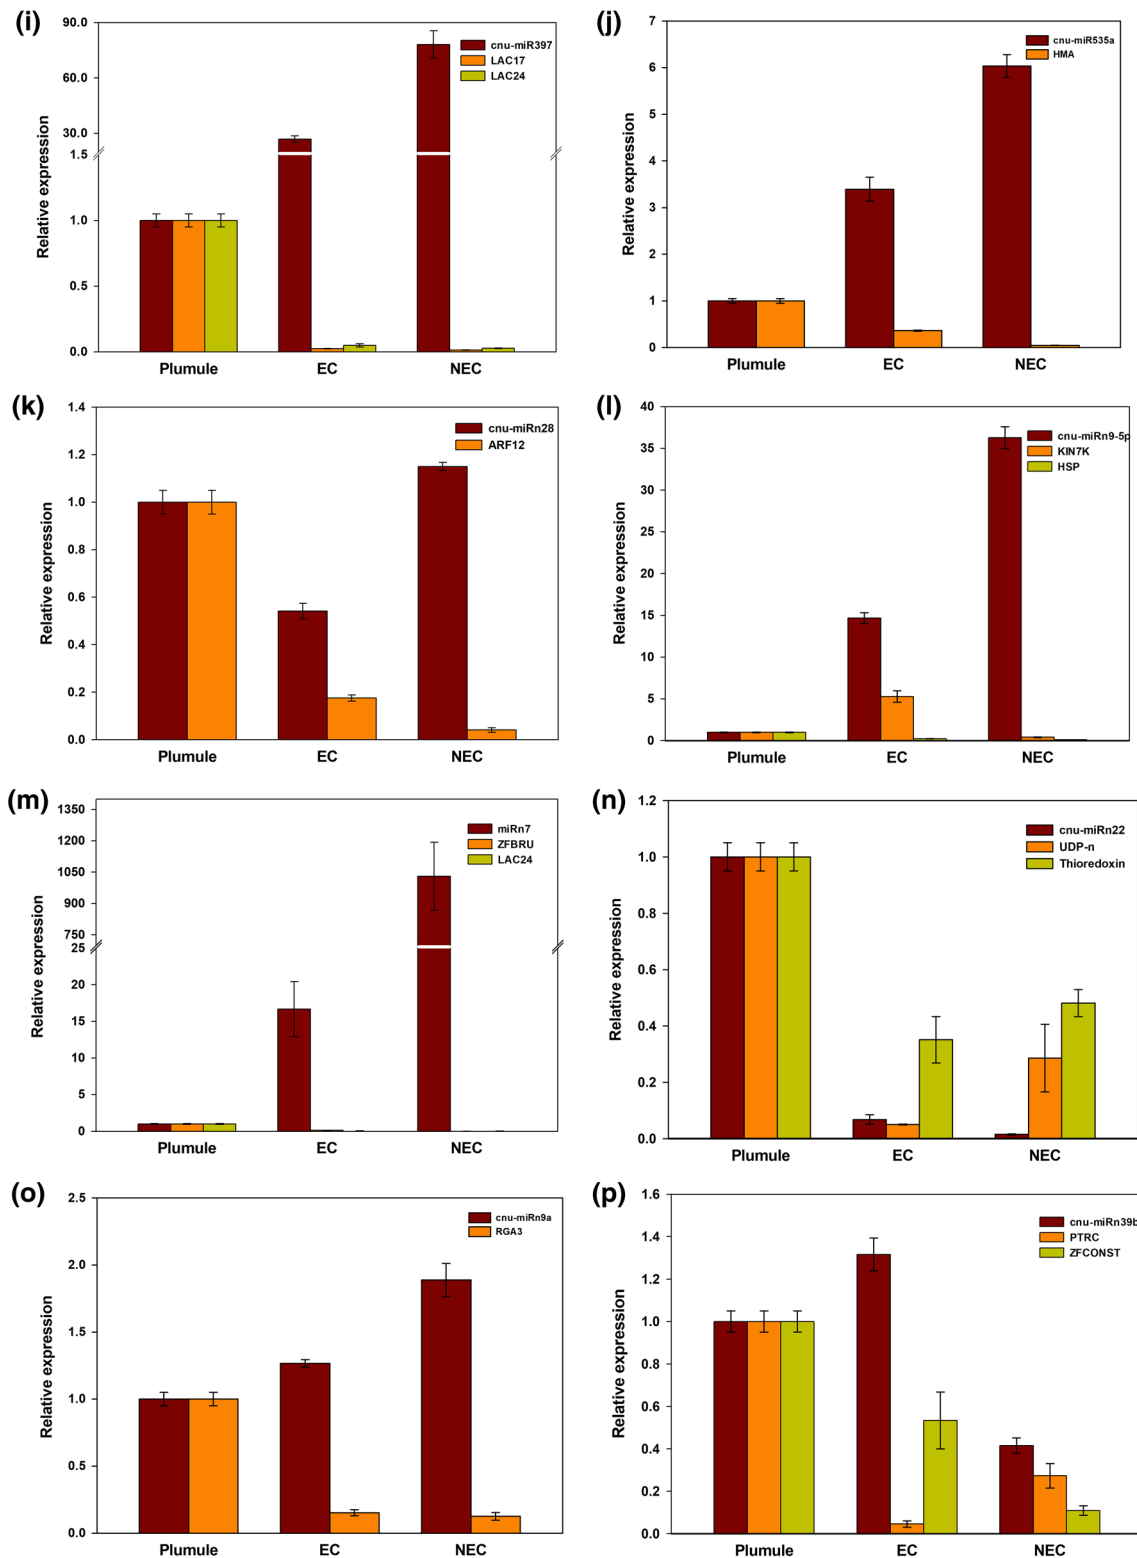 (i)
90.0
60.0
30.0
1.5
1.0
0.5
0.0
Relative expression
cnu-miR397
LAC17
LAC24
Plumule EC NEC
(j)
7
6
5
4
3
2
1
0
Relative expression
cnu-miR535a
HMA
Plumule EC NEC
(k)
1.4
1.2
1.0
0.8
0.6
0.4
0.2
0.0
Relative expression
cnu-miRn28
ARF12
Plumule EC NEC
(l)
40
35
30
25
20
15
10
5
0
Relative expression
cnu-miRn9-5p
KIN7K
HSP
Plumule EC NEC
(m)
1350
1200
1050
900
750
25
20
15
10
5
0
Relative expression
miRn7
ZFBRU
LAC24
Plumule EC NEC
(n)
1.2
1.0
0.8
0.6
0.4
0.2
0.0
Relative expression
cnu-miRn22
UDP-n
Thioredoxin
Plumule EC NEC
(o)
2.5
2.0
1.5
1.0
0.5
0.0
Relative expression
cnu-miRn9a
RGA3
Plumule EC NEC
(p)
1.6
1.4
1.2
1.0
0.8
0.6
0.4
0.2
0.0
Relative expression
cnu-miRn39b
PTRC
ZFCONST
Plumule EC NEC